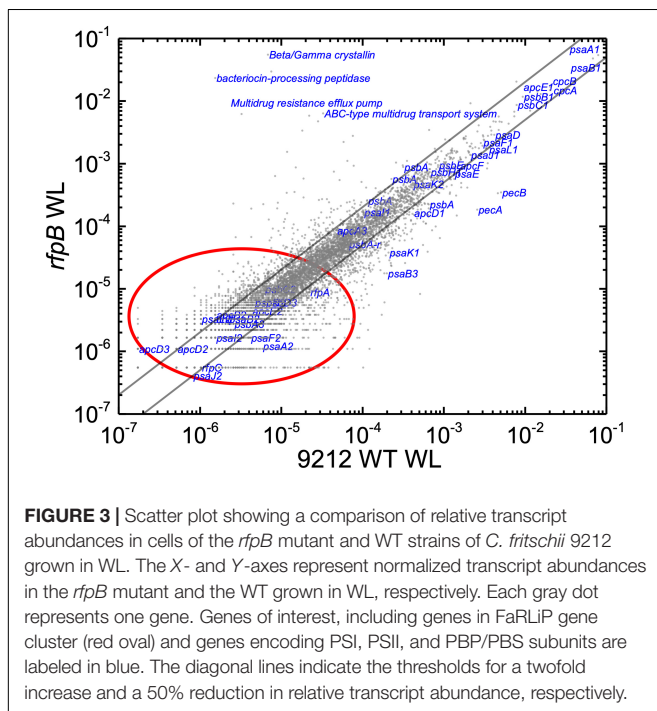 10⁻¹
10⁻²
10⁻³
10⁻⁴
10⁻⁵
10⁻⁶
10⁻⁷
rfpB WL
Beta/Gamma crystallin
bacteriocin-processing peptidase
Multidrug resistance efflux pump
ABC-type multidrug transport system
psaA1
psaB1
cpcB
apcE1
cpcA
psbB1
psbC1
psaD
psaF1
psaL1
psaJ1
psbA
apcF
psaE
psbA
psaK2
pecB
psbA
psbA
pecA
psaI1
apcD1
apcA3
psbA-r
psaK1
psaB3
rfpA
apcE2
psbA3
psaI2
psaF2
apcD3
apcD2
psaA2
rfpC
psaJ2
10⁻⁷ 10⁻⁶ 10⁻⁵ 10⁻⁴ 10⁻³ 10⁻² 10⁻¹
9212 WT WL
FIGURE 3 | Scatter plot showing a comparison of relative transcript
abundances in cells of the rfpB mutant and WT strains of C. fritschii 9212
grown in WL. The X- and Y-axes represent normalized transcript abundances
in the rfpB mutant and the WT grown in WL, respectively. Each gray dot
represents one gene. Genes of interest, including genes in FaRLiP gene
cluster (red oval) and genes encoding PSI, PSII, and PBP/PBS subunits are
labeled in blue. The diagonal lines indicate the thresholds for a twofold
increase and a 50% reduction in relative transcript abundance, respectively.